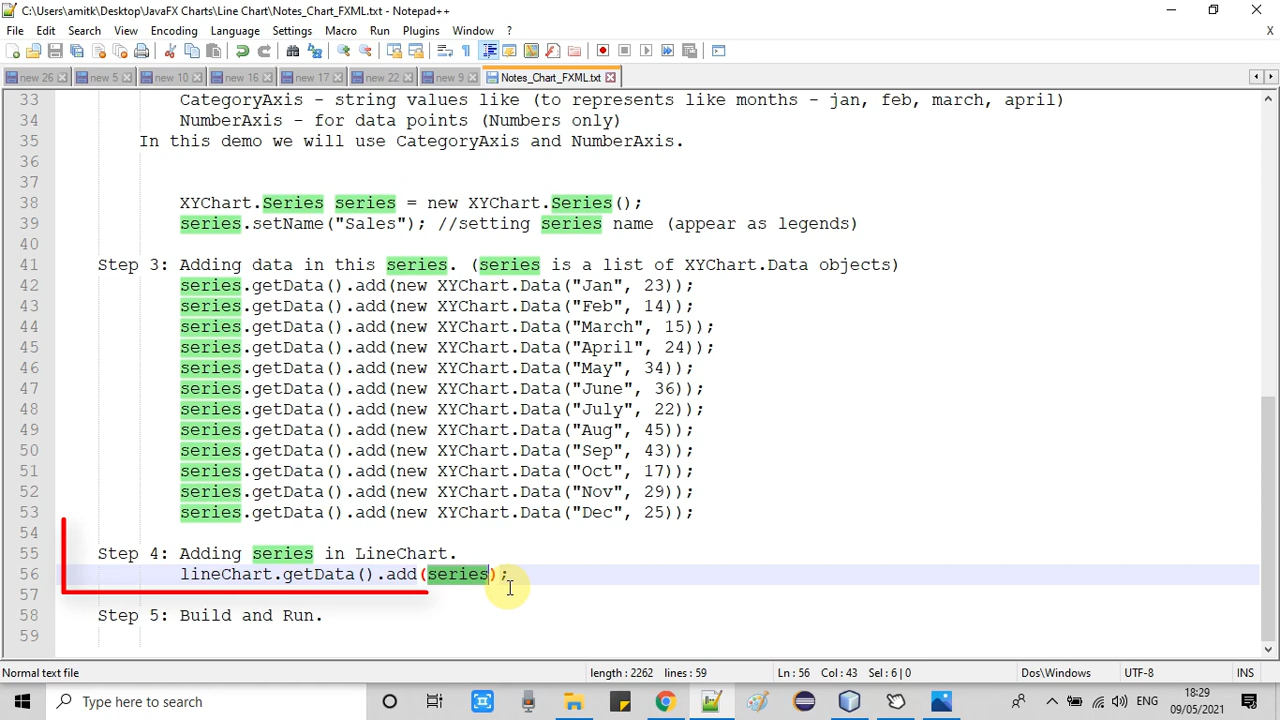 C:\Users\amitk\Desktop\JavaFX Charts\Line Chart\Notes_Chart_FXML.txt - Notepad++
File Edit Search View Encoding Language Settings Macro Run Plugins Window ? X
new 26 new 5 new 10 new 16 new 17 new 22 new 9 Notes_Chart_FXML.txt
33 CategoryAxis - string values like (to represents like months - jan, feb, march, april)
34 NumberAxis - for data points (Numbers only)
35 In this demo we will use CategoryAxis and NumberAxis.
36
37
38 XYChart.Series series = new XYChart.Series();
39 series.setName("Sales"); //setting series name (appear as legends)
40
41 Step 3: Adding data in this series. (series is a list of XYChart.Data objects)
42 series.getData().add(new XYChart.Data("Jan", 23));
43 series.getData().add(new XYChart.Data("Feb", 14));
44 series.getData().add(new XYChart.Data("March", 15));
45 series.getData().add(new XYChart.Data("April", 24));
46 series.getData().add(new XYChart.Data("May", 34));
47 series.getData().add(new XYChart.Data("June", 36));
48 series.getData().add(new XYChart.Data("July", 22));
49 series.getData().add(new XYChart.Data("Aug", 45));
50 series.getData().add(new XYChart.Data("Sep", 43));
51 series.getData().add(new XYChart.Data("Oct", 17));
52 series.getData().add(new XYChart.Data("Nov", 29));
53 series.getData().add(new XYChart.Data("Dec", 25));
54
55 Step 4: Adding series in LineChart.
56 lineChart.getData().add(series);
57
58 Step 5: Build and Run.
59
Normal text file length : 2262 lines : 59 Ln : 56 Col : 43 Sel : 6 | 0 Dos\Windows UTF-8 INS
Type here to search ENG 18:29
09/05/2021